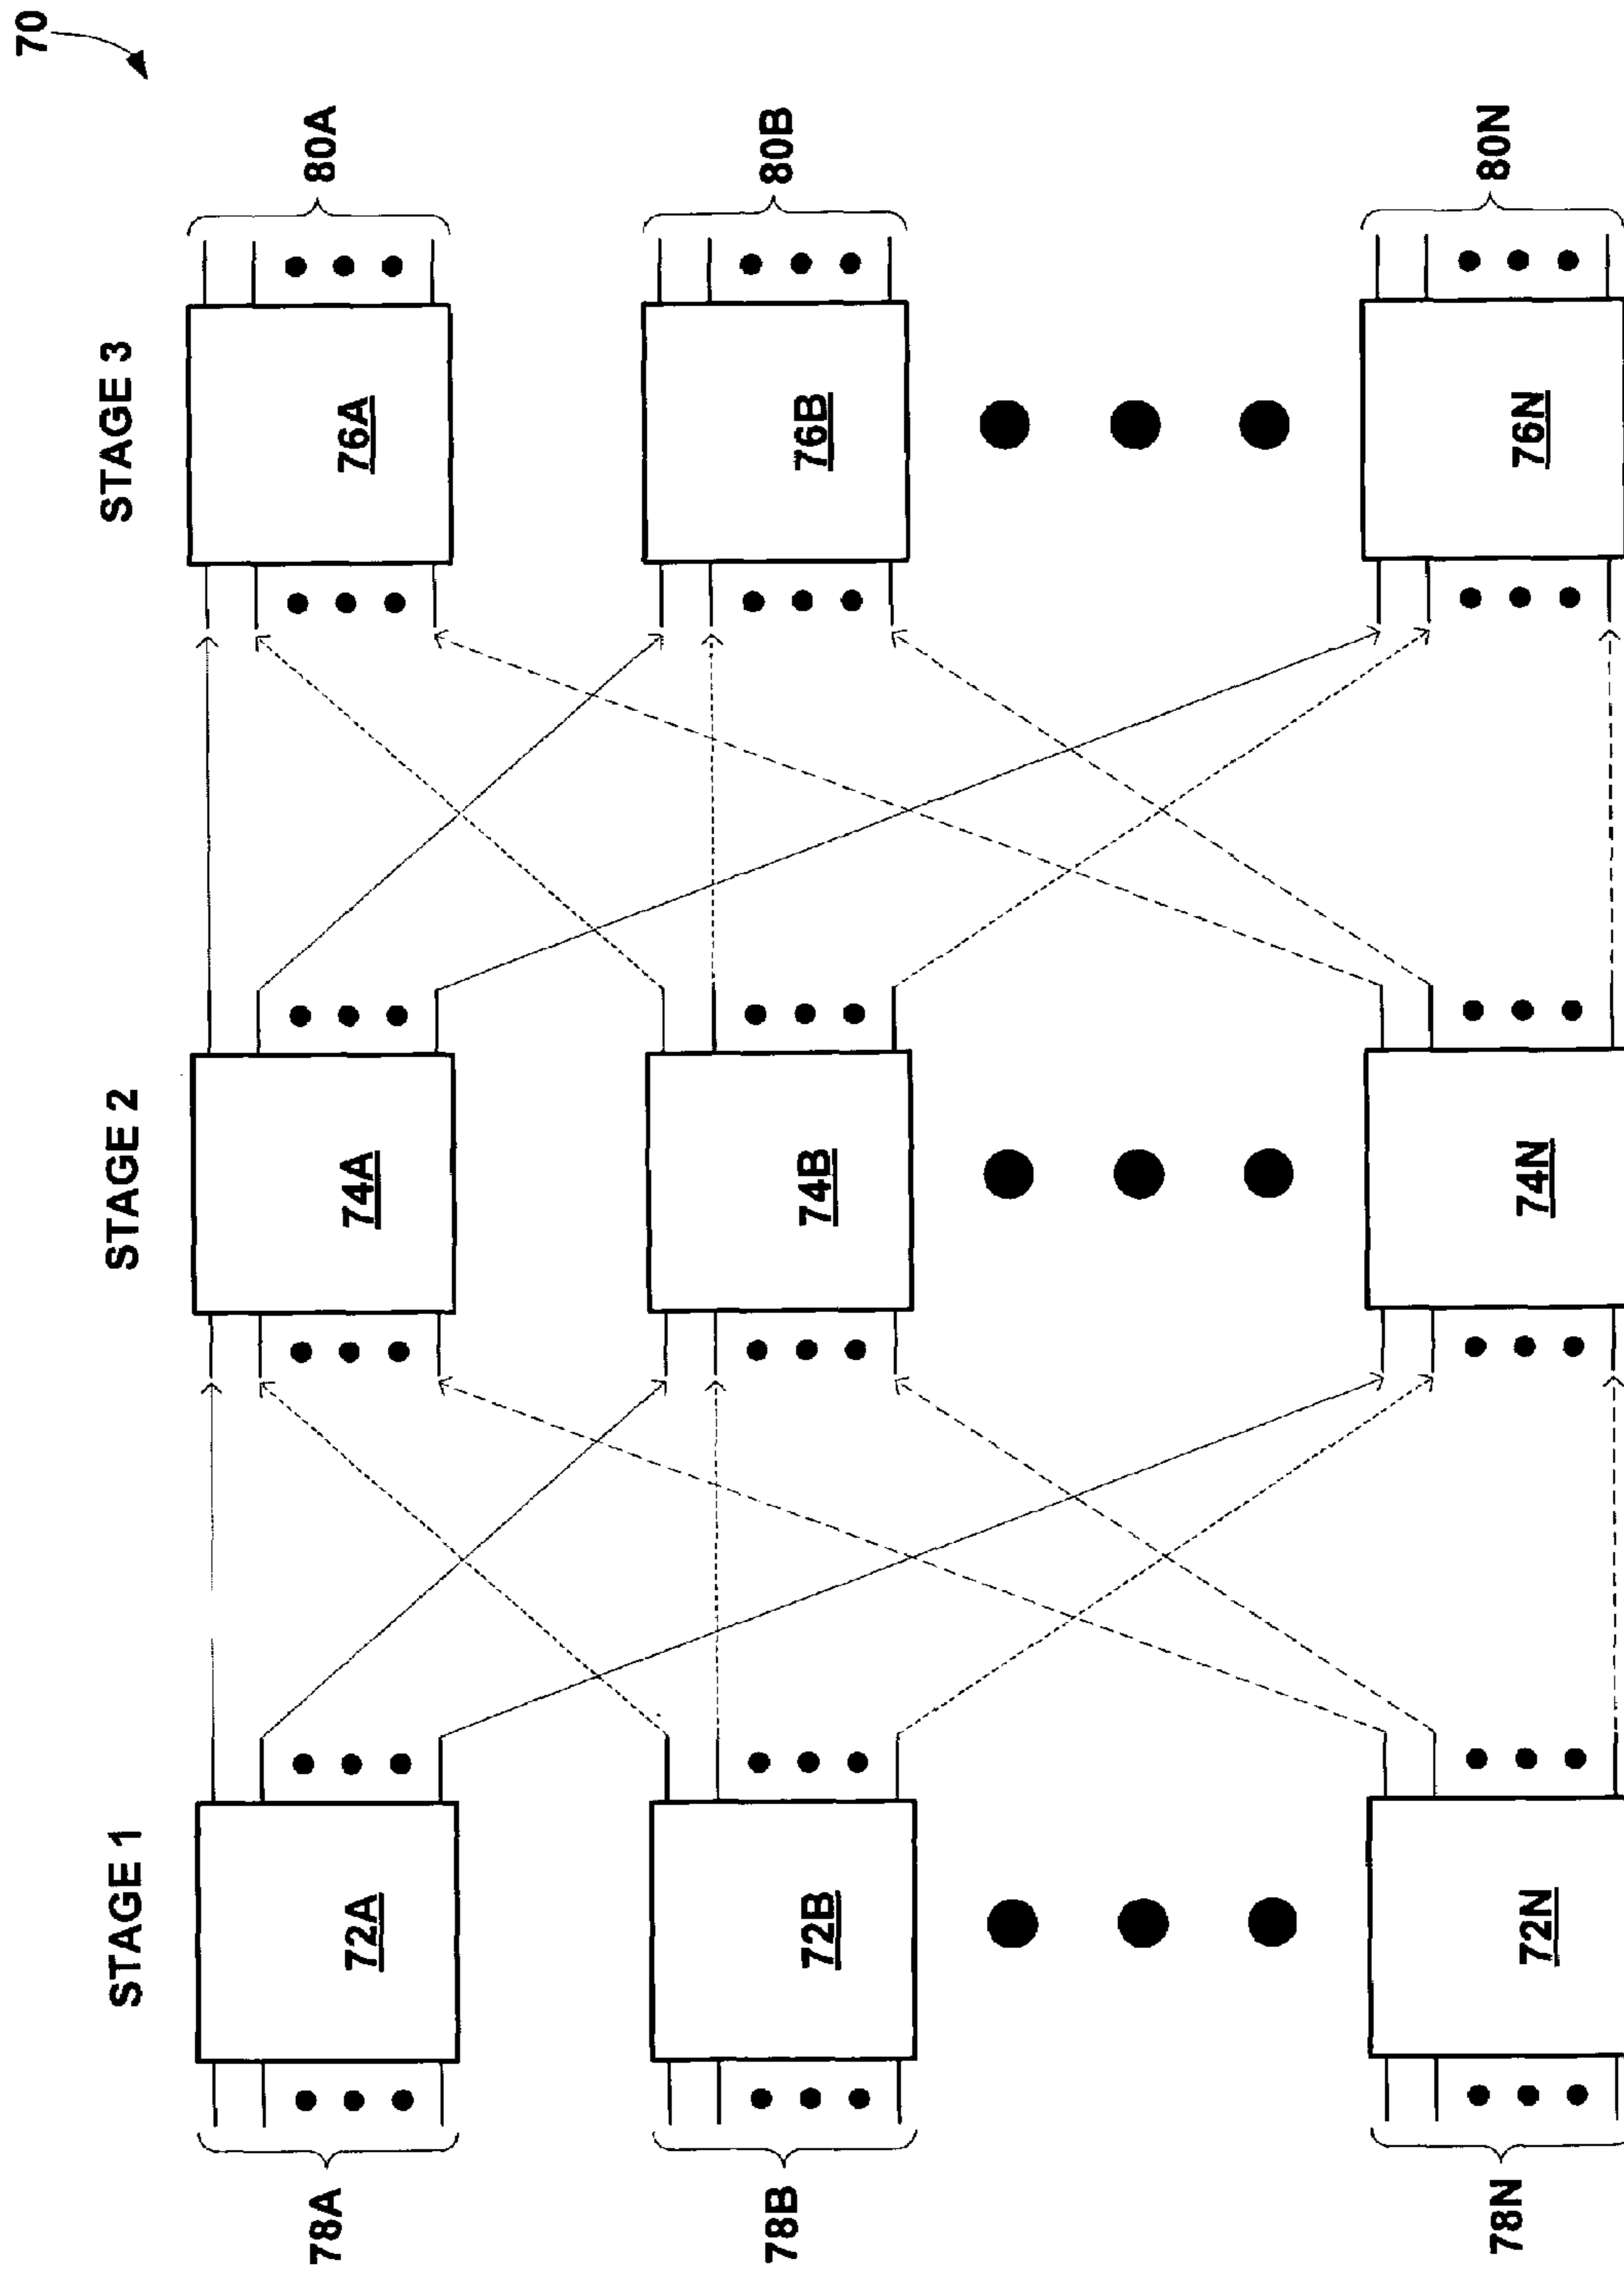 70
STAGE 1
STAGE 2
STAGE 3
78A
72A
74A
76A
80A
78B
72B
74B
76B
80B
78N
72N
74N
76N
80N